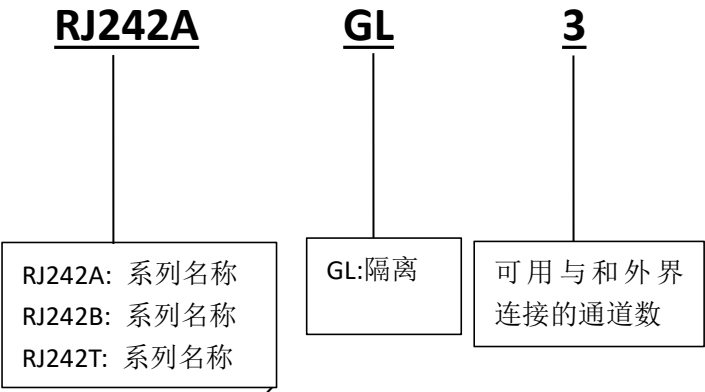 RJ242A GL 3
RJ242A: 系列名称
RJ242B: 系列名称
RJ242T: 系列名称
GL:隔离
可用与和外界
连接的通道数